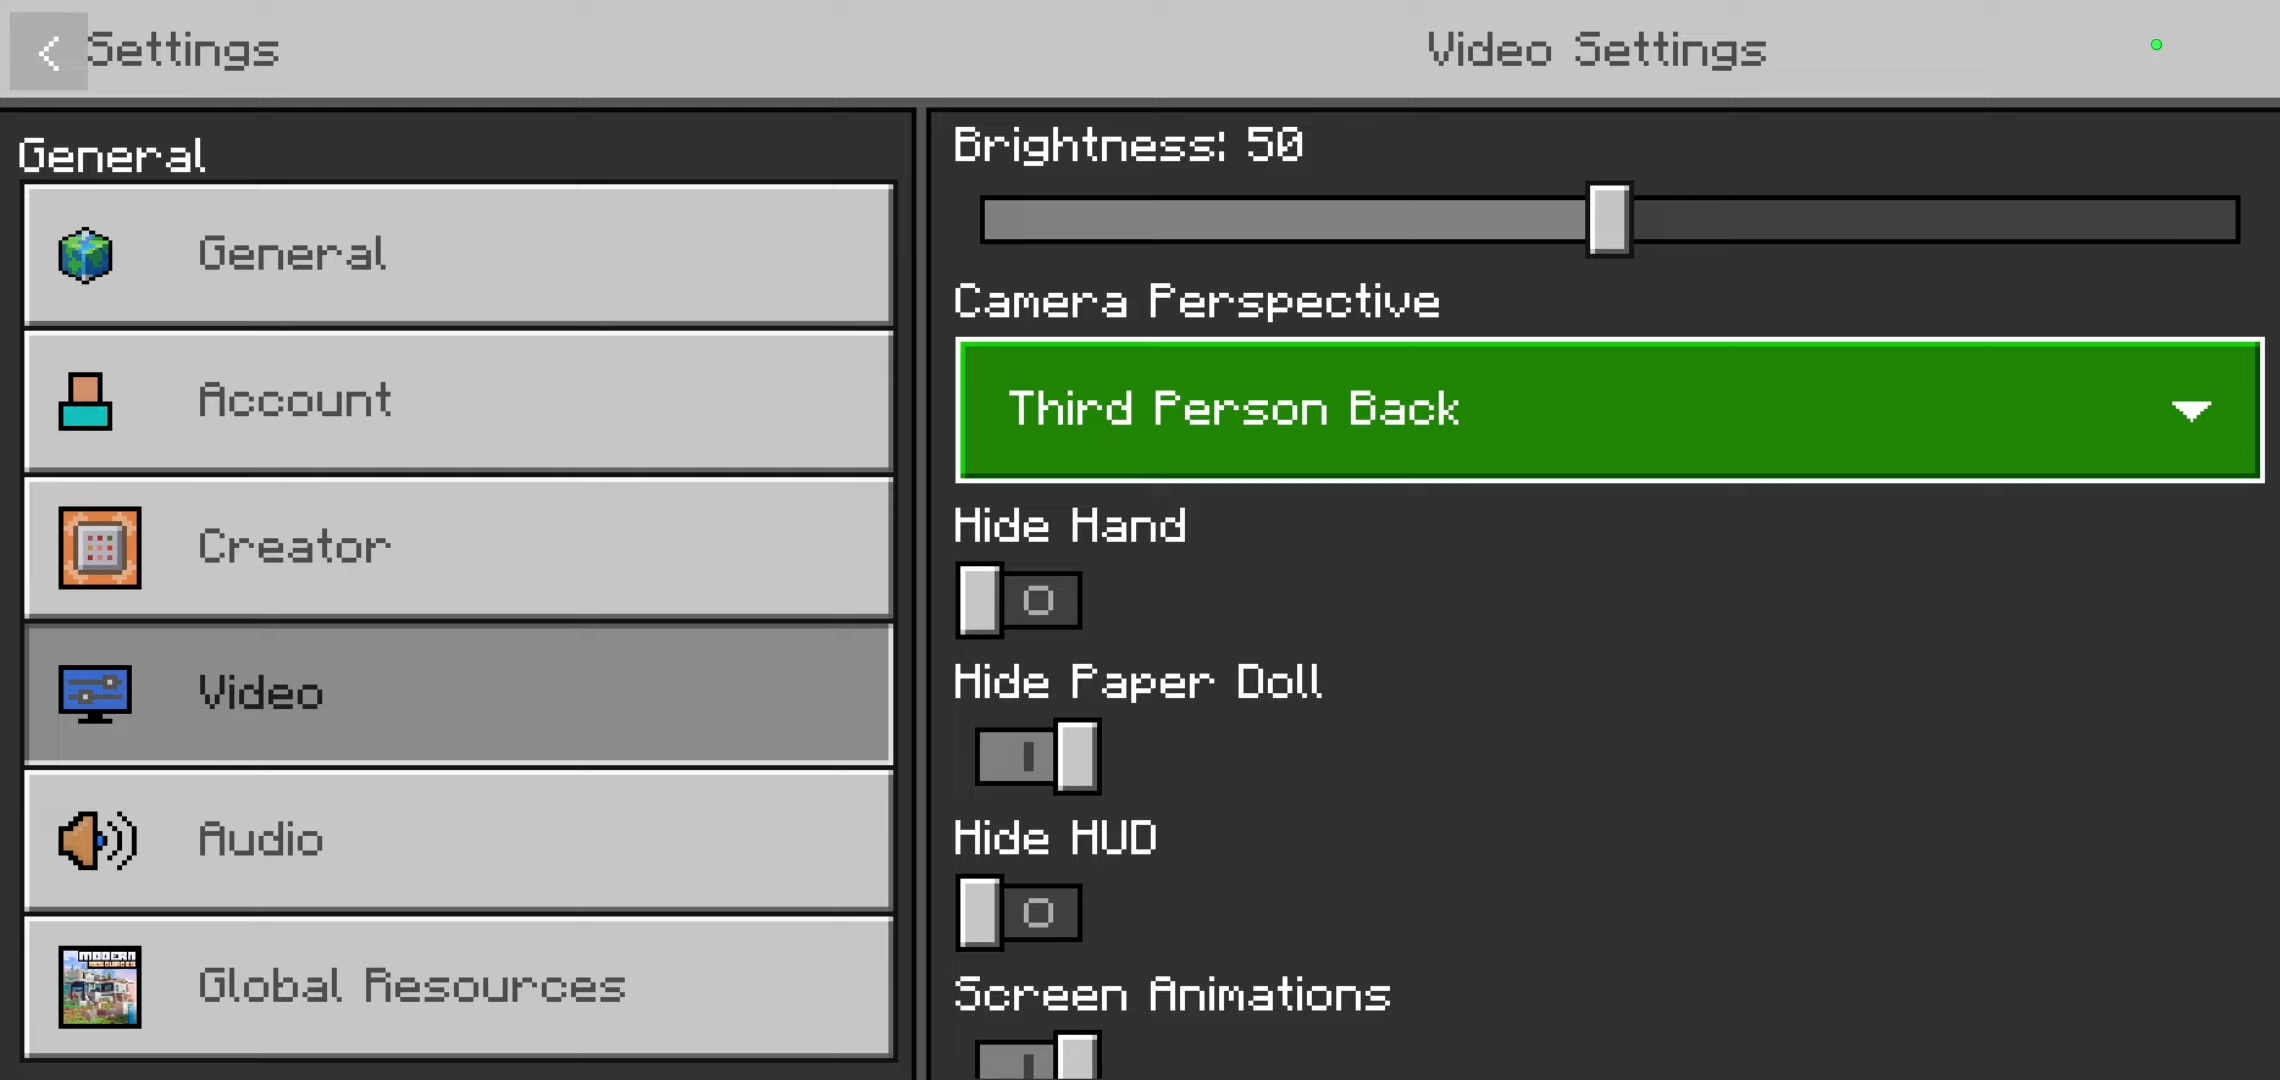 Settings
Video Settings
General
General
Account
Creator
Video
Audio
MODERN
Global Resources
Brightness: 50
Camera Perspective
Third Person Back
Hide Hand
Hide Paper Doll
Hide HUD
Screen Animations